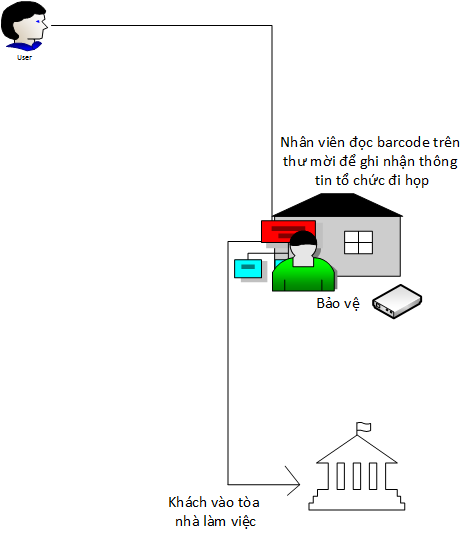 User
Nhân viên đọc barcode trên
thư mời để ghi nhận thông
tin tổ chức đi họp
Bảo vệ
Khách vào tòa
nhà làm việc